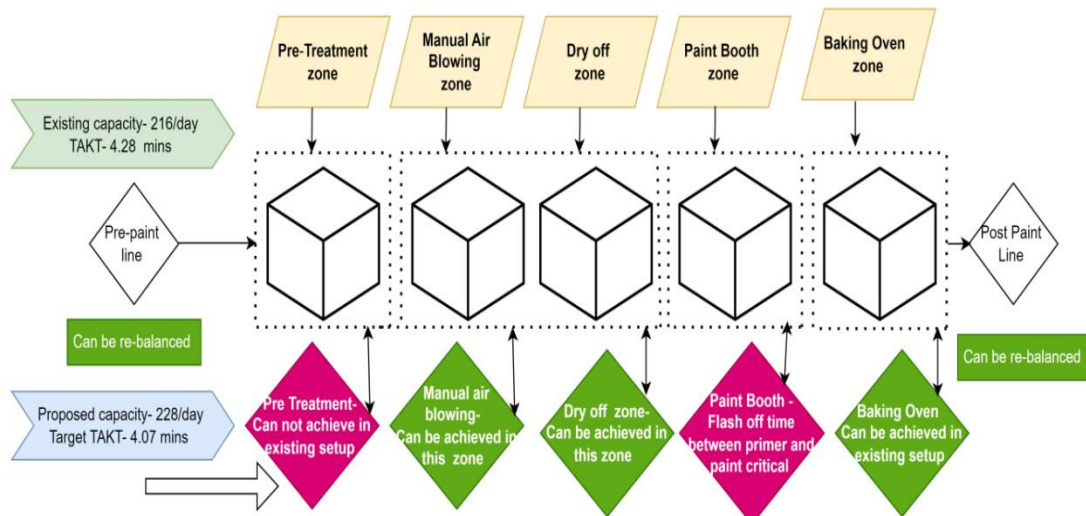 Pre-Treatment
zone
Manual Air
Blowing
zone
Dry off
zone
Paint Booth
zone
Baking Oven
zone
Existing capacity- 216/day
TAKT- 4.28 mins
Pre-paint
line
Post Paint
Line
Can be re-balanced
Can be re-balanced
Proposed capacity- 228/day
Target TAKT- 4.07 mins
Pre Treatment-
Can not achieve in
existing setup
Manual air
blowing-
Can be achieved in
this zone
Dry off zone-
Can be achieved in
this zone
Paint Booth -
Flash off time
between primer and
paint critical
Baking Oven
Can be achieved in
existing setup